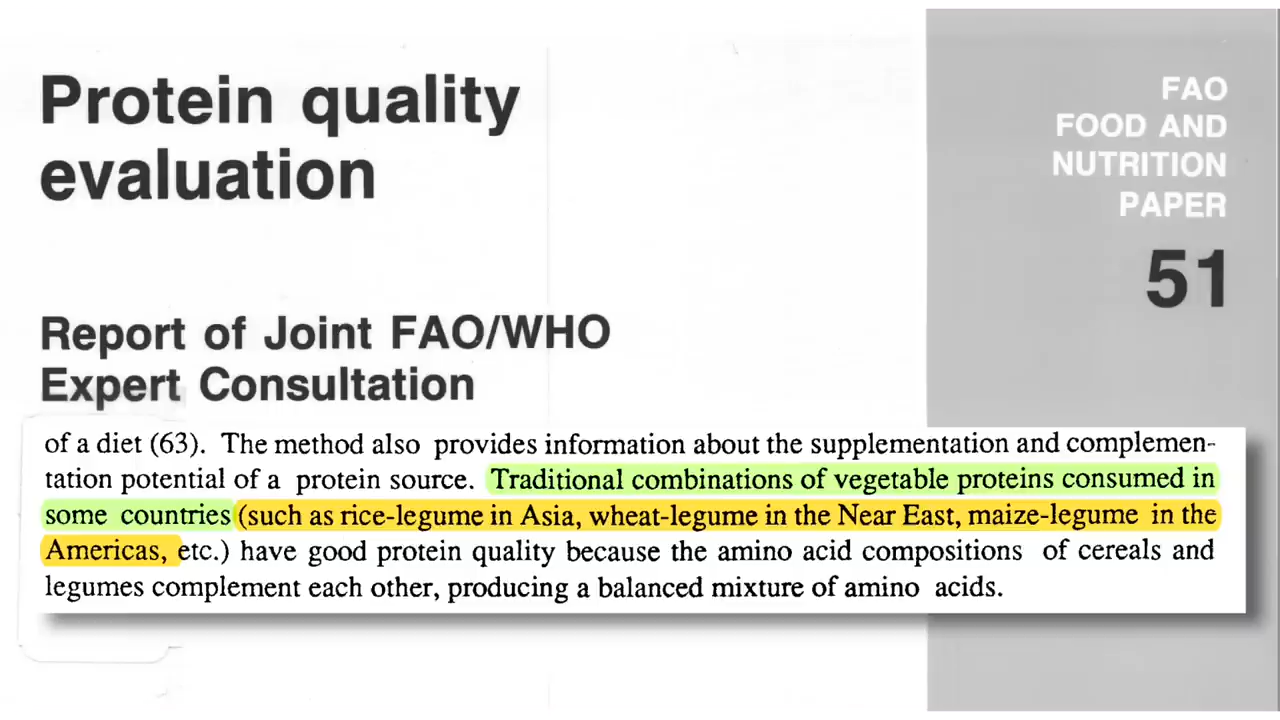 Protein quality
evaluation
FAO
FOOD AND
NUTRITION
PAPER
51
Report of Joint FAO/WHO
Expert Consultation
of a diet (63). The method also provides information about the supplementation and complemen-
tation potential of a protein source. Traditional combinations of vegetable proteins consumed in
some countries (such as rice-legume in Asia, wheat-legume in the Near East, maize-legume in the
Americas, etc.) have good protein quality because the amino acid compositions of cereals and
legumes complement each other, producing a balanced mixture of amino acids.